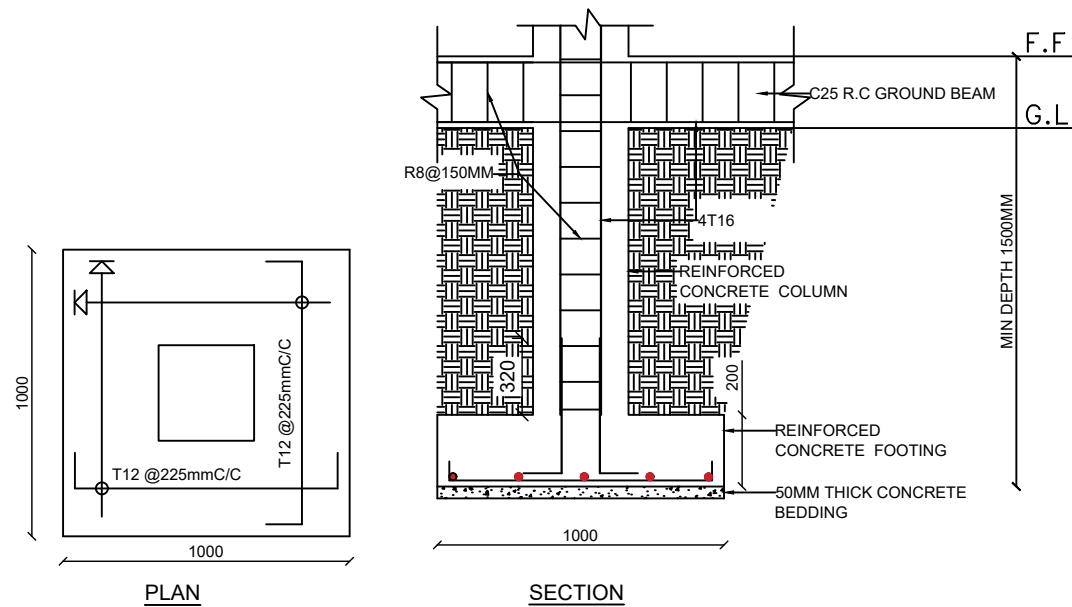 F.F
C25 R.C GROUND BEAM
G.L
R8@150MM
4T16
REINFORCED
CONCRETE COLUMN
MIN DEPTH 1500MM
320
200
REINFORCED
CONCRETE FOOTING
50MM THICK CONCRETE
BEDDING
1000
SECTION
1000
T12 @225mmC/C
T12 @225mmC/C
1000
PLAN